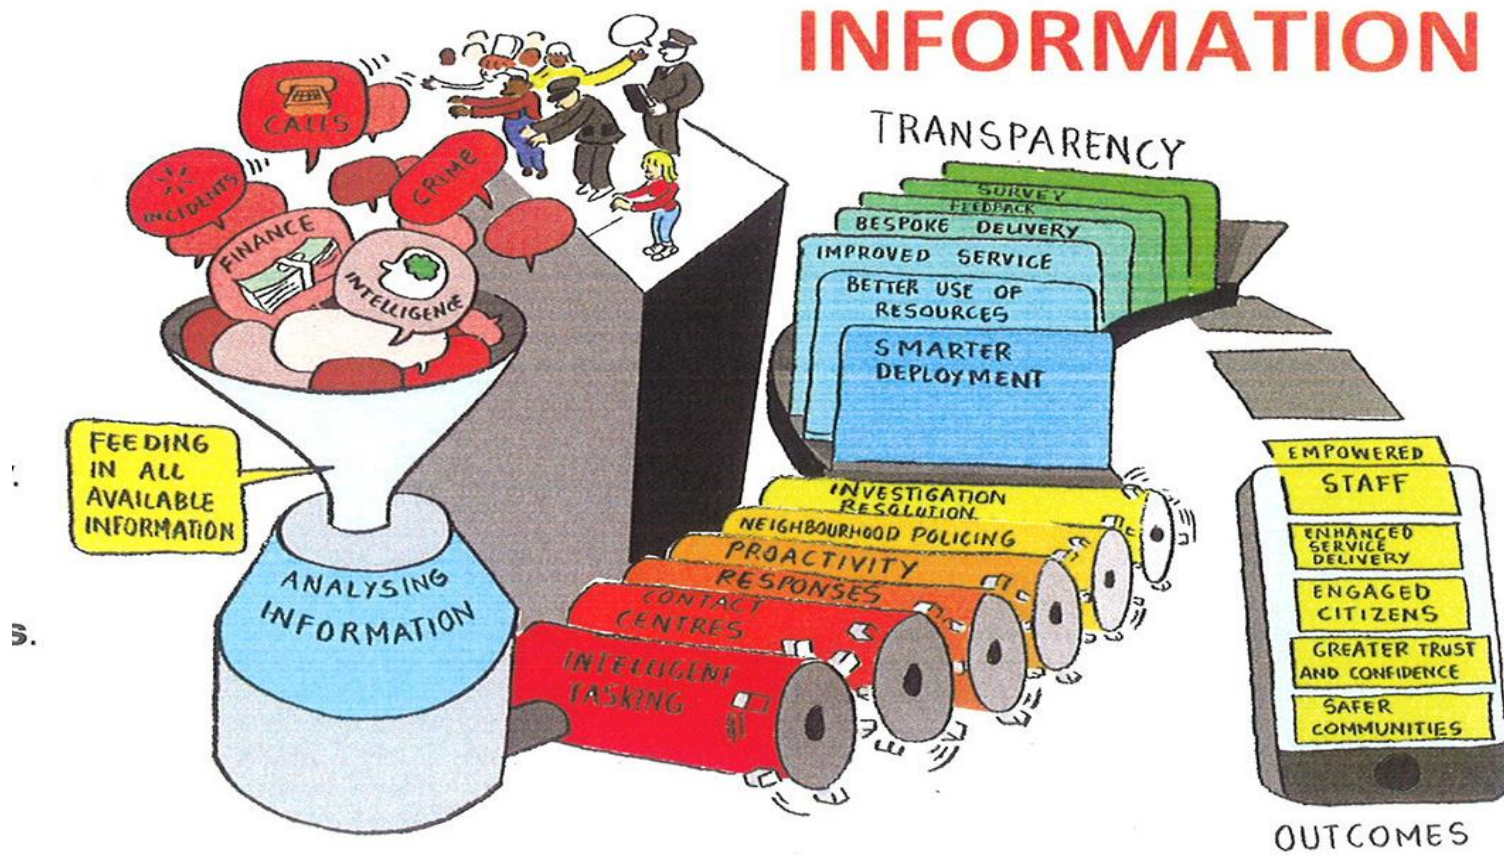 INFORMATION
CALLS
INCIDENTS
CRIME
FINANCE
INTELLIGENCE
FEEDING
IN ALL
AVAILABLE
INFORMATION
ANALYSING
INFORMATION
INTELLIGENT
TASKING
CONTACT
CENTRES
RESPONSES
PROACTIVITY
NEIGHBOURHOOD POLICING
INVESTIGATION
RESOLUTION
TRANSPARENCY
SURVEY
FEEDBACK
BESPOKE DELIVERY
IMPROVED SERVICE
BETTER USE OF
RESOURCES
SMARTER
DEPLOYMENT
EMPOWERED
STAFF
ENHANCED
SERVICE
DELIVERY
ENGAGED
CITIZENS
GREATER TRUST
AND CONFIDENCE
SAFER
COMMUNITIES
OUTCOMES
s.